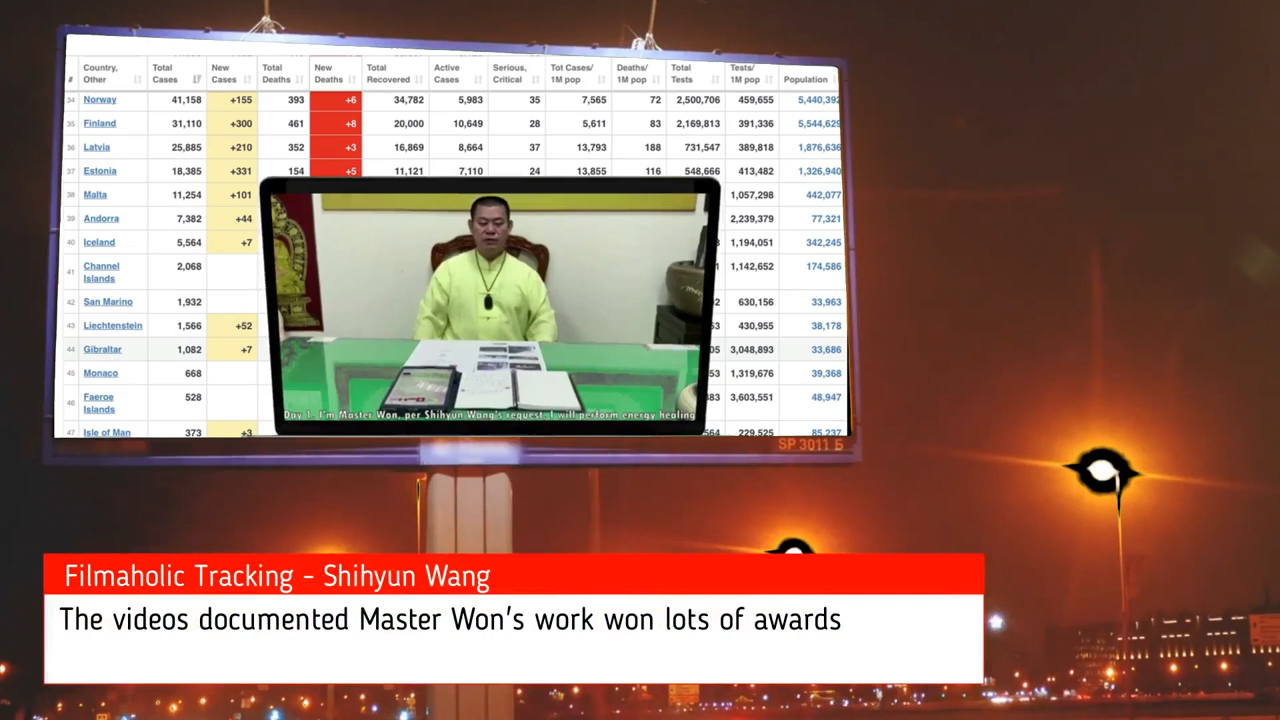 # Country, Other Total Cases New Cases Total Deaths New Deaths Total Recovered Active Cases Serious, Critical Tot Cases/ 1M pop Deaths/ 1M pop Total Tests Tests/ 1M pop Population
34 Norway 41,158 +155 393 +6 34,782 5,983 35 7,565 72 2,500,706 459,655 5,440,392
35 Finland 31,110 +300 461 +8 20,000 10,649 28 5,611 83 2,169,813 391,336 5,544,629
36 Latvia 25,885 +210 352 +3 16,869 8,664 37 13,793 188 731,547 389,818 1,876,636
37 Estonia 18,385 +331 154 +5 11,121 7,110 24 13,855 116 548,666 413,482 1,326,940
38 Malta 11,254 +101 1,057,298 442,077
39 Andorra 7,382 +44 2,239,379 77,321
40 Iceland 5,564 +7 1,194,051 342,245
41 Channel Islands 2,068 1,142,652 174,586
42 San Marino 1,932 630,156 33,963
43 Liechtenstein 1,566 +52 430,955 38,178
44 Gibraltar 1,082 +7 3,048,893 33,686
45 Monaco 668 1,319,676 39,368
46 Faeroe Islands 528 3,603,551 48,947
47 Isle of Man 373 +3 229,525 85,237
Day 1, I'm Master Won, per Shihyun Wang's request, I will perform energy healing
SP 3011 Б
Filmaholic Tracking - Shihyun Wang
The videos documented Master Won's work won lots of awards